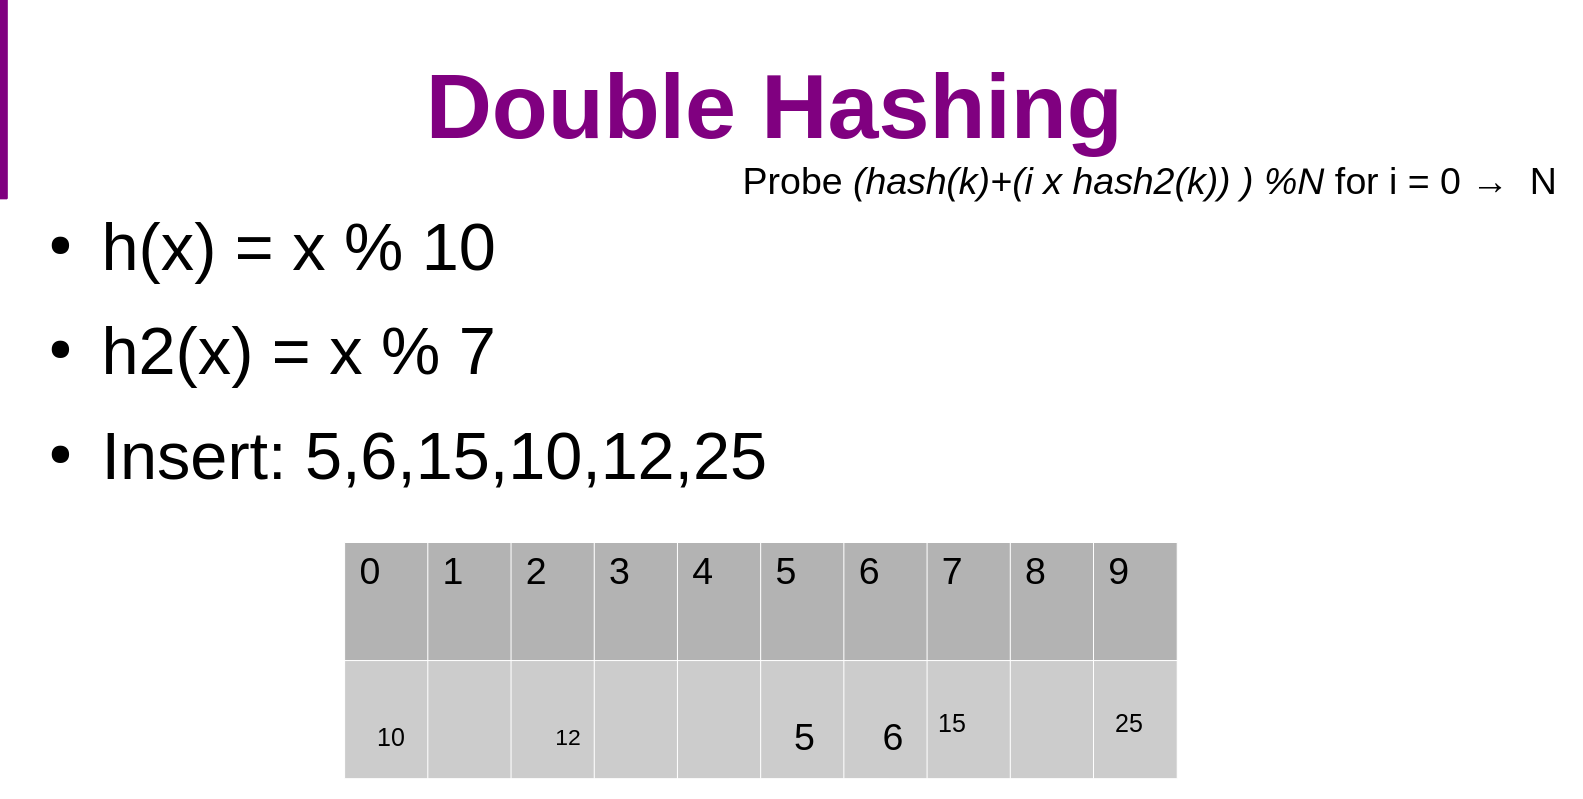 Double Hashing
Probe (hash(k)+(i x hash2(k)) ) %N for i = 0 → N
• h(x) = x % 10
• h2(x) = x % 7
• Insert: 5,6,15,10,12,25
0 1 2 3 4 5 6 7 8 9
10 12 5 6 15 25